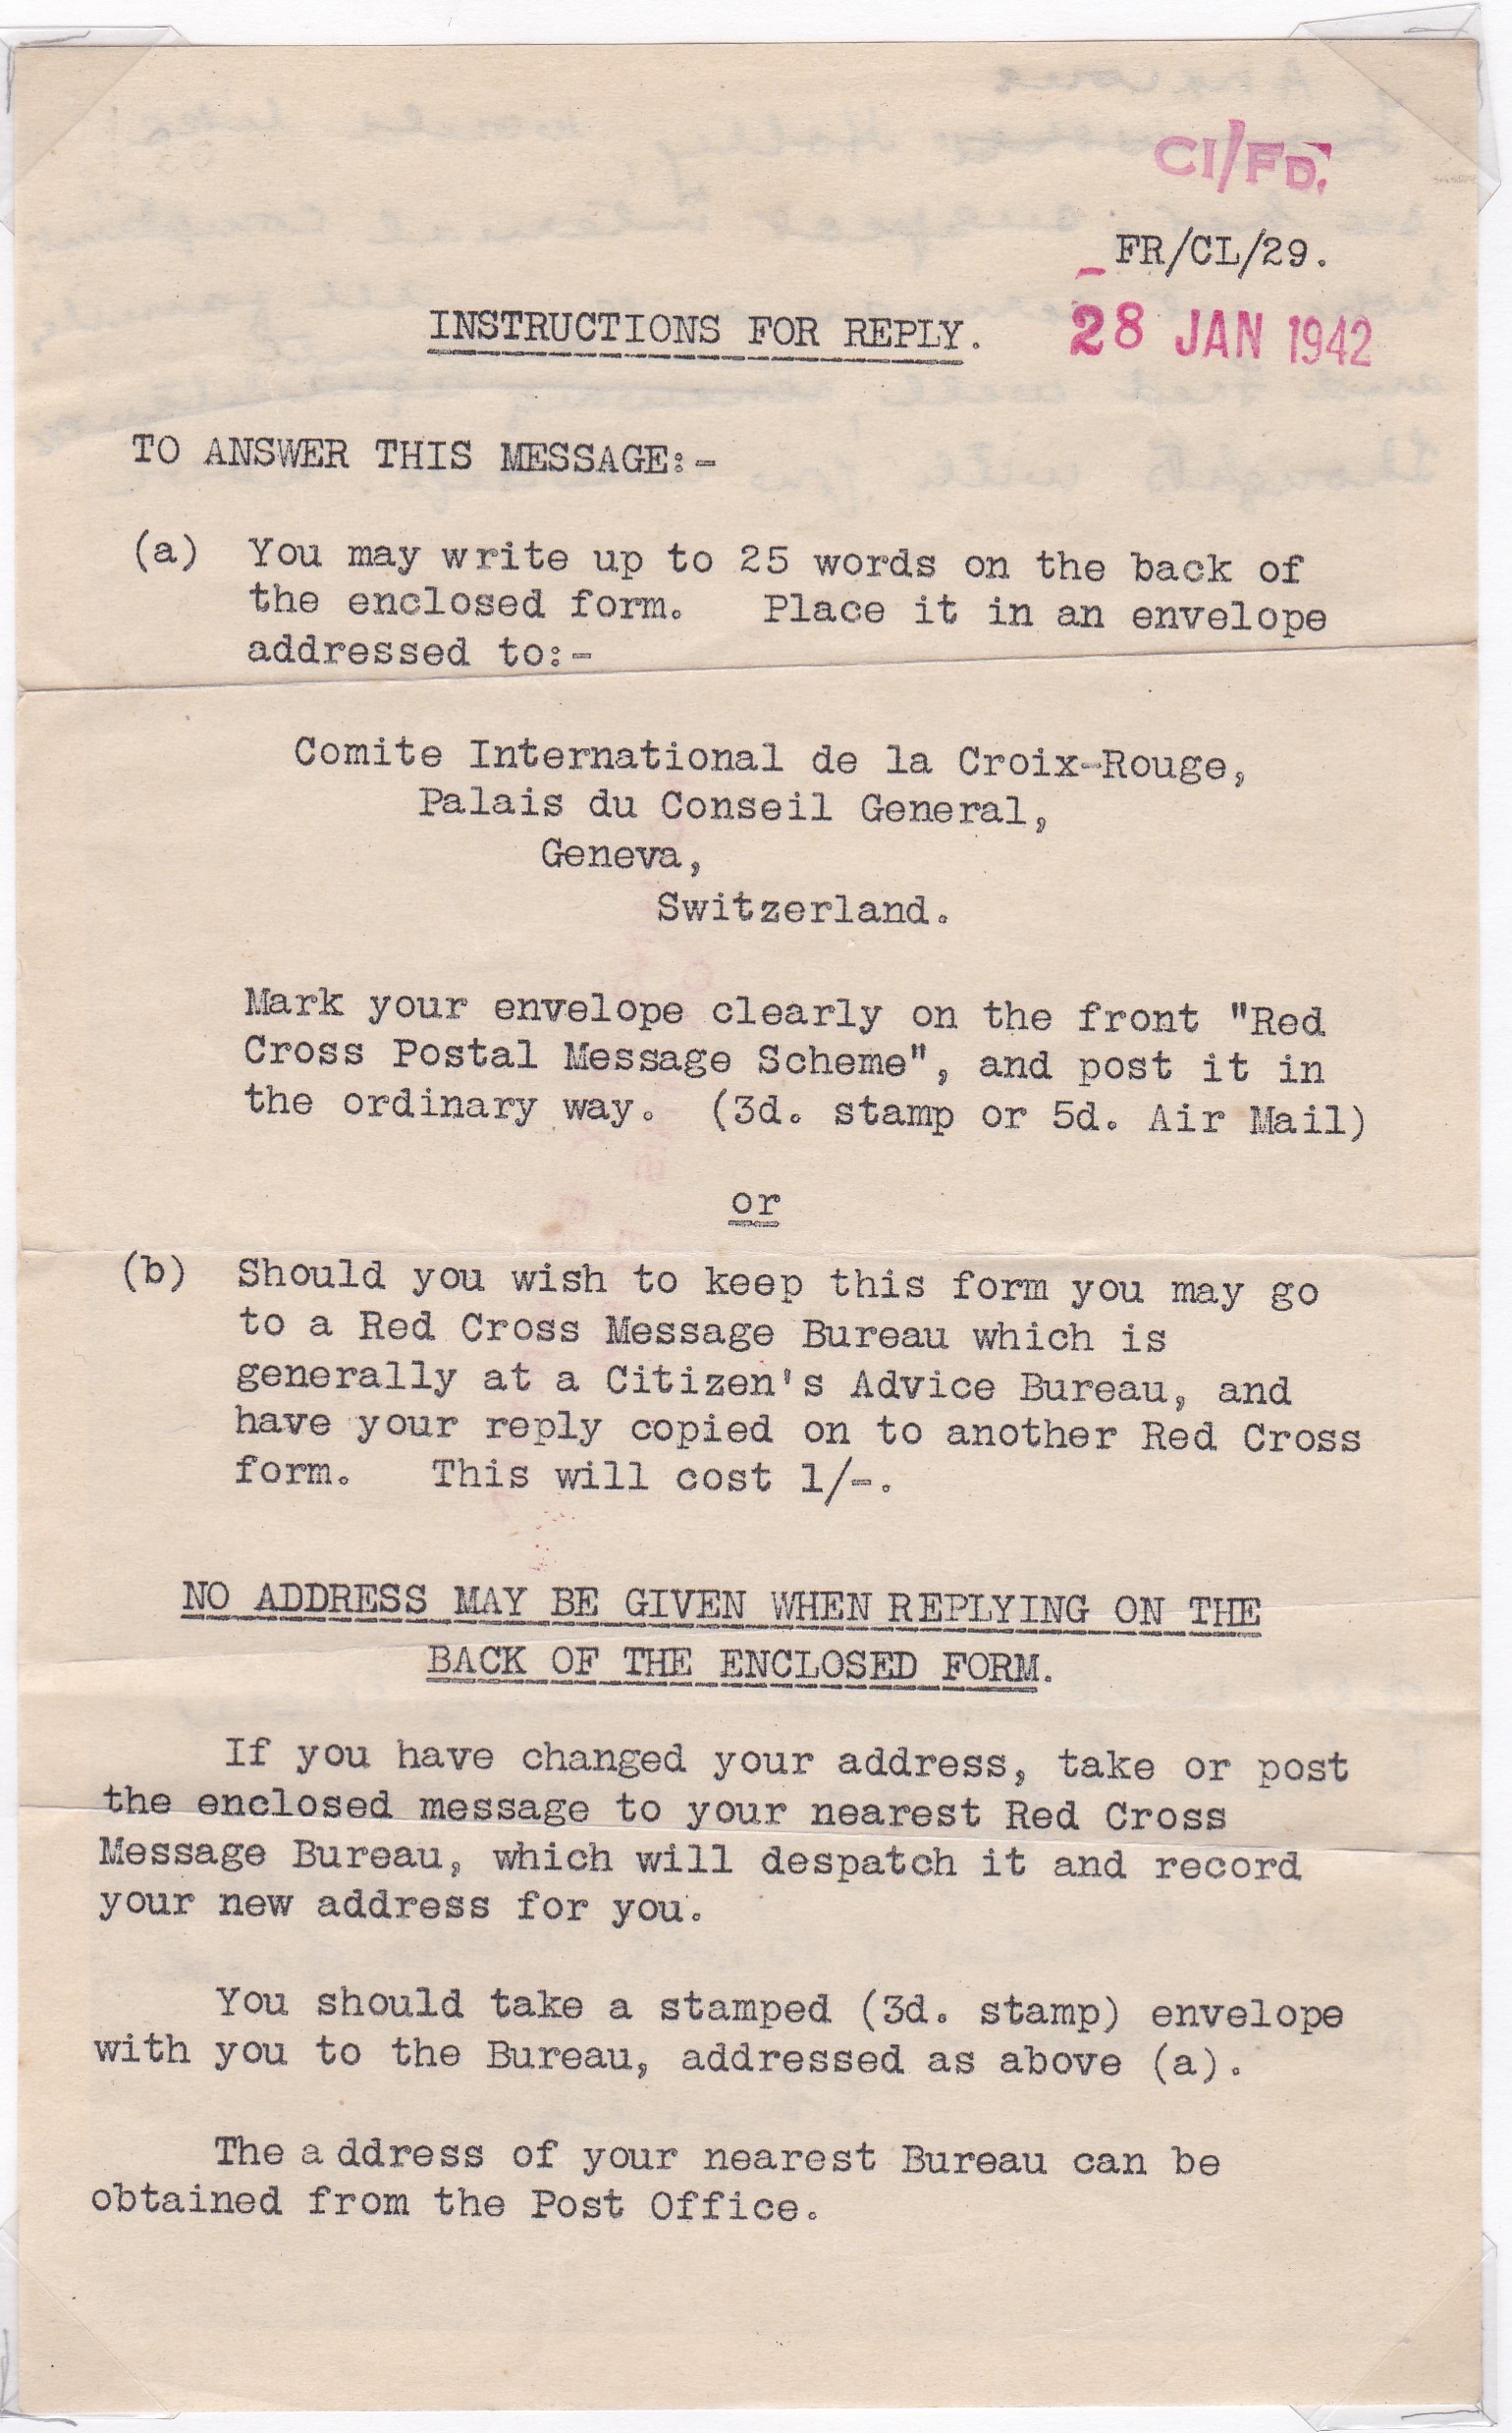 CI/FD.
FR/CL/29.
INSTRUCTIONS FOR REPLY.
28 JAN 1942
TO ANSWER THIS MESSAGE:-
(a) You may write up to 25 words on the back of
the enclosed form. Place it in an envelope
addressed to:-
Comite International de la Croix-Rouge,
Palais du Conseil General,
Geneva,
Switzerland.
Mark your envelope clearly on the front "Red
Cross Postal Message Scheme", and post it in
the ordinary way. (3d. stamp or 5d. Air Mail)
or
(b) Should you wish to keep this form you may go
to a Red Cross Message Bureau which is
generally at a Citizen's Advice Bureau, and
have your reply copied on to another Red Cross
form. This will cost 1/-.
NO ADDRESS MAY BE GIVEN WHEN REPLYING ON THE
BACK OF THE ENCLOSED FORM.
If you have changed your address, take or post
the enclosed message to your nearest Red Cross
Message Bureau, which will despatch it and record
your new address for you.
You should take a stamped (3d. stamp) envelope
with you to the Bureau, addressed as above (a).
The a ddress of your nearest Bureau can be
obtained from the Post Office.